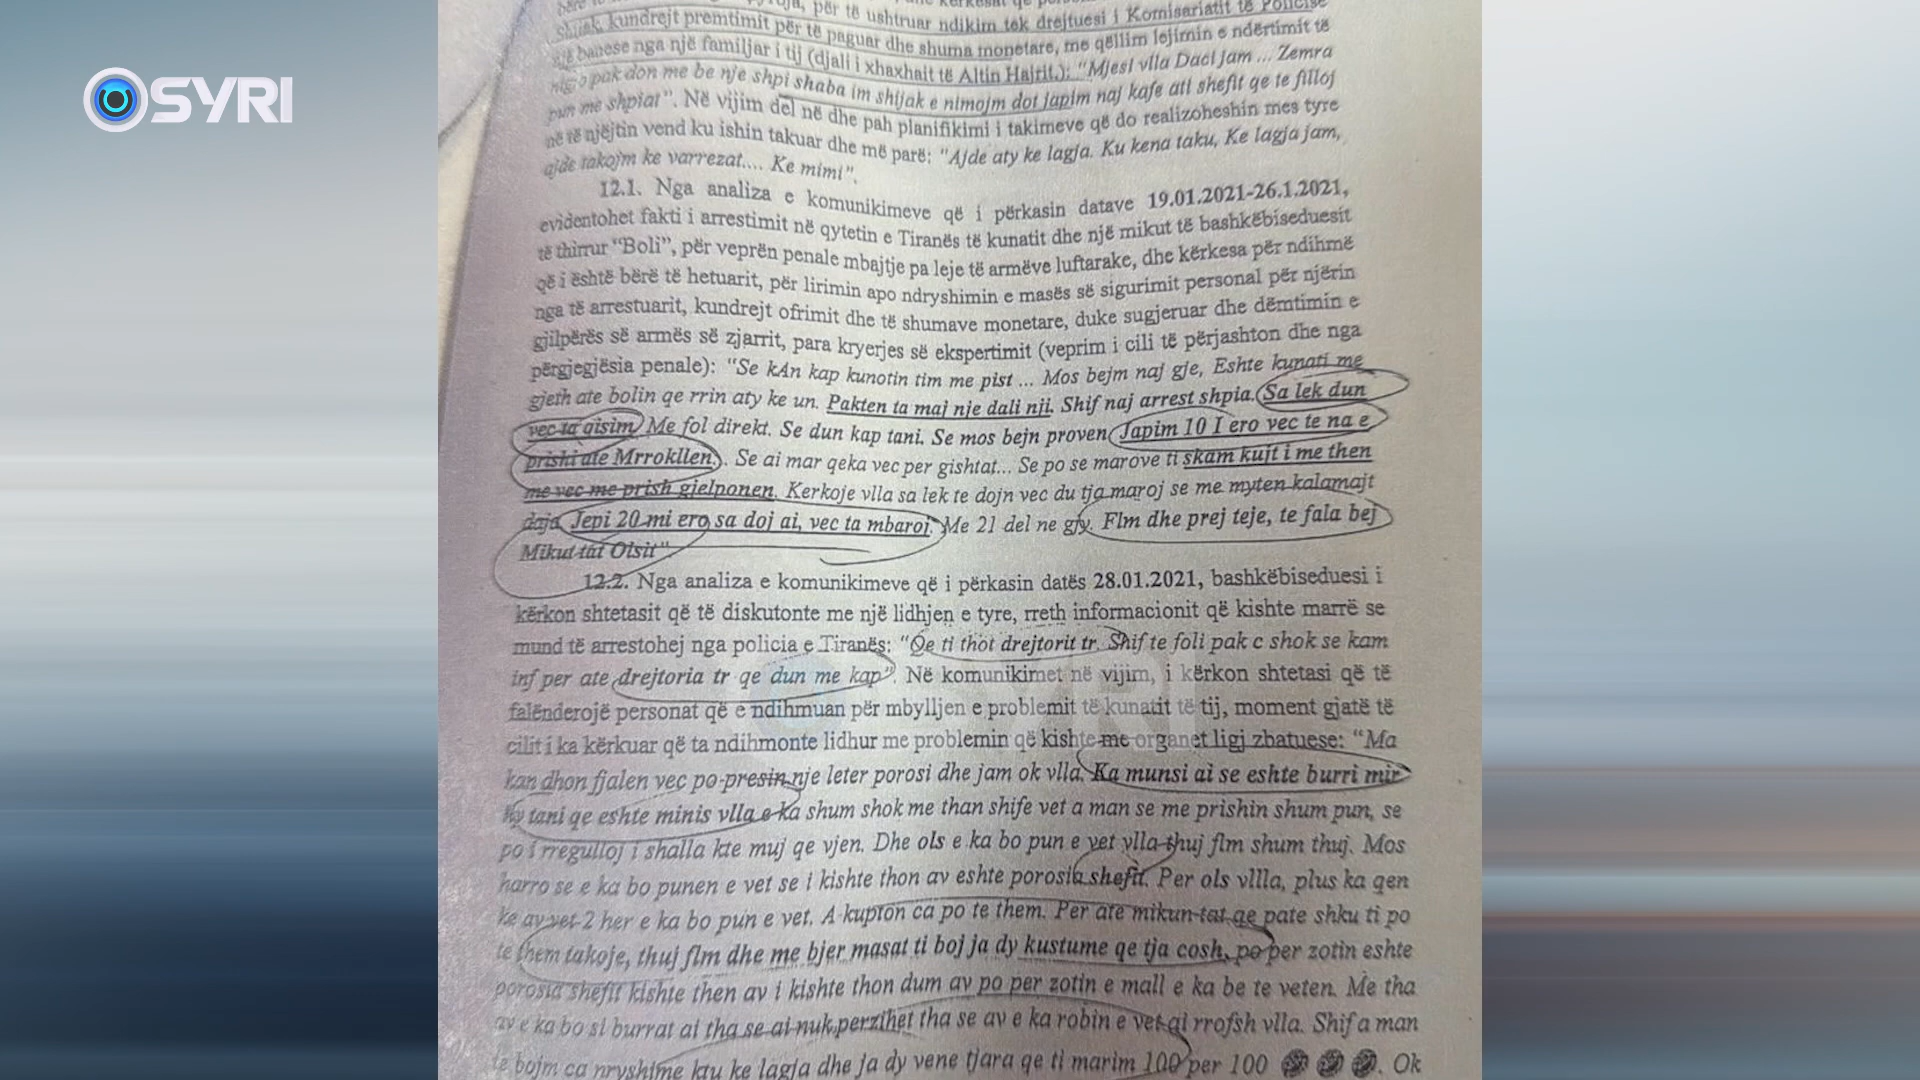 SYRI
për të ushtruar ndikim tek drejtuesi i Komisariatit të Policisë
Shijak, kundrejt premtimit për të paguar dhe shuma monetare, me qëllim lejimin e ndërtimit të
një banese nga një familjar i tij (djali i xhaxhait të Altin Hajrit.): "Mjesi vlla Daci jam ... Zemra
pak don me be nje shpi shaba im shijak e nimojm dot japim naj kafe ati shefit qe te filloj
pun me shpiat". Në vijim del në dhe pah planifikimi i takimeve që do realizoheshin mes tyre
në të njëjtin vend ku ishin takuar dhe më parë: "Ajde aty ke lagja. Ku kena taku, Ke lagja jam,
ajde takojm ke varrezat.... Ke mimi".
12.1. Nga analiza e komunikimeve që i përkasin datave 19.01.2021-26.1.2021,
evidentohet fakti i arrestimit në qytetin e Tiranës të kunatit dhe një mikut të bashkëbiseduesit
të thirrur "Boli", për veprën penale mbajtje pa leje të armëve luftarake, dhe kërkesa për ndihmë
që i është bërë të hetuarit, për lirimin apo ndryshimin e masës së sigurimit personal për njërin
nga të arrestuarit, kundrejt ofrimit dhe të shumave monetare, duke sugjeruar dhe dëmtimin e
gjilpërës së armës së zjarrit, para kryerjes së ekspertimit (veprim i cili të përjashton dhe nga
përgjegjësia penale): "Se kAn kap kunotin tim me pist ... Mos bejm naj gje, Eshte kunati me
gjeth ate bolin qe rrin aty ke un. Pakten ta maj nje dali nji. Shif naj arrest shpia. Sa lek dun
vec ta qisim. Me fol direkt. Se dun kap tani. Se mos bejn proven. Japim 10 I ero vec te na e
prishi ate Mrrokllen. Se ai mar qeka vec per gishtat... Se po se marove ti skam kujt i me then
me vec me prish gjelponen. Kerkoje vlla sa lek te dojn vec du tja maroj se me myten kalamajt
daja. Jepi 20 mi ero sa doj ai, vec ta mbaroj. Me 21 del ne gjy. Flm dhe prej teje, te fala bej
Mikut tat Olsit".
12.2. Nga analiza e komunikimeve që i përkasin datës 28.01.2021, bashkëbiseduesi i
kërkon shtetasit që të diskutonte me një lidhjen e tyre, rreth informacionit që kishte marrë se
mund të arrestohej nga policia e Tiranës: "Qe ti thot drejtorit tr. Shif te foli pak c shok se kam
inf per ate drejtoria tr qe dun me kap". Në komunikimet në vijim, i kërkon shtetasi që të
falënderojë personat që e ndihmuan për mbylljen e problemit të kunatit të tij, moment gjatë të
cilit i ka kërkuar që ta ndihmonte lidhur me problemin që kishte me organet ligj zbatuese: "Ma
kan dhon fjalen vec po presin nje leter porosi dhe jam ok vlla. Ka munsi ai se eshte burri mir
ky tani qe eshte minis vlla e ka shum shok me than shife vet a man se me prishin shum pun, se
po i rregulloj i shalla kte muj qe vjen. Dhe ols e ka bo pun e vet vlla thuj flm shum thuj. Mos
harro se e ka bo punen e vet se i kishte thon av eshte porosia shefit. Per ols vllla, plus ka qen
ke av vet 2 her e ka bo pun e vet. A kupton ca po te them. Per ate mikun tat qe pate shku ti po
te them takoje, thuj flm dhe me bjer masat ti boj ja dy kustume qe tja cosh, po per zotin eshte
porosia shefit kishte then av i kishte thon dum av po per zotin e mall e ka be te veten. Me tha
av e ka bo si burrat ai tha se ai nuk perzihet tha se av e ka robin e vet ai rrofsh vlla. Shif a man
te bojm ca nryshime ktu ke lagja dhe ja dy vene tjara qe ti marim 100 per 100 . Ok
SYRI